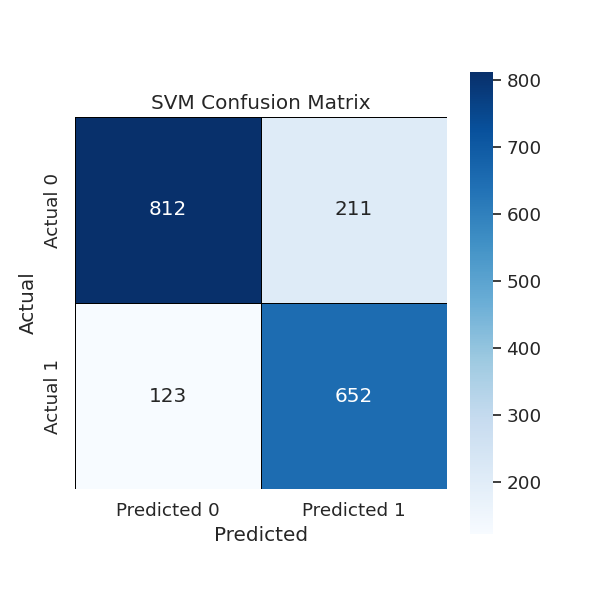 SVM Confusion Matrix
Actual
Actual 0
812
211
Actual 1
123
652
Predicted 0
Predicted 1
Predicted
800
700
600
500
400
300
200